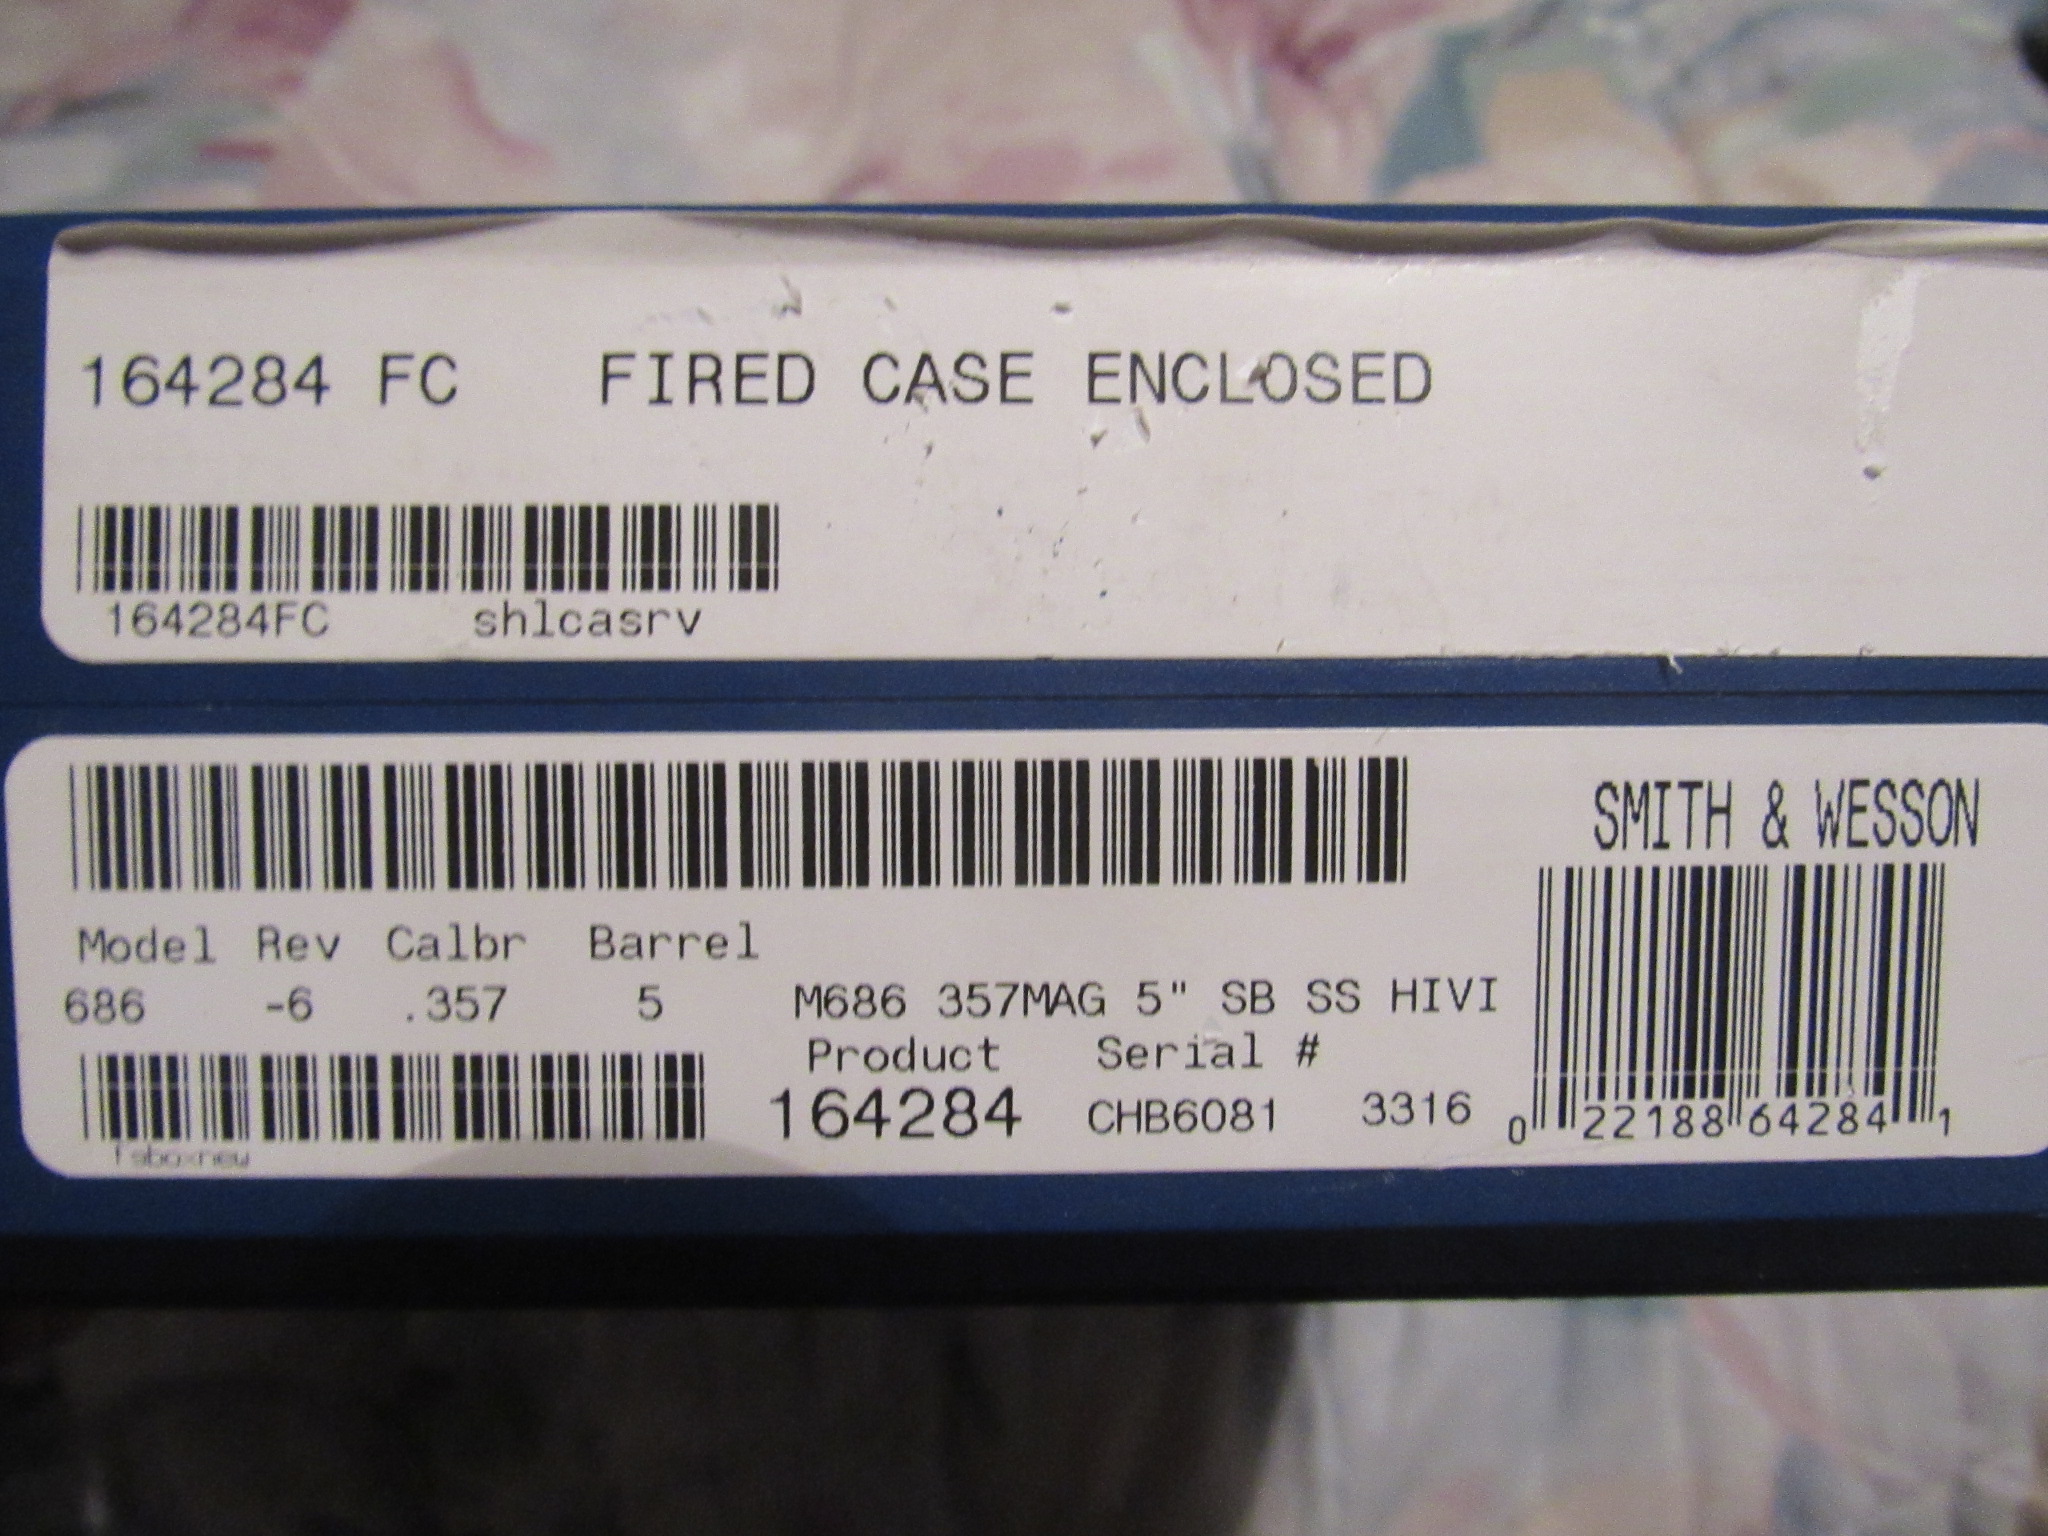 164284 FC FIRED CASE ENCLOSED
164284FC shlcasrv
SMITH & WESSON
Model Rev Calbr Barrel
686 -6 .357 5
M686 357MAG 5" SB SS HIVI
Product Serial #
164284 CHB6081 3316
0 22188 64284 1
fsboxnew